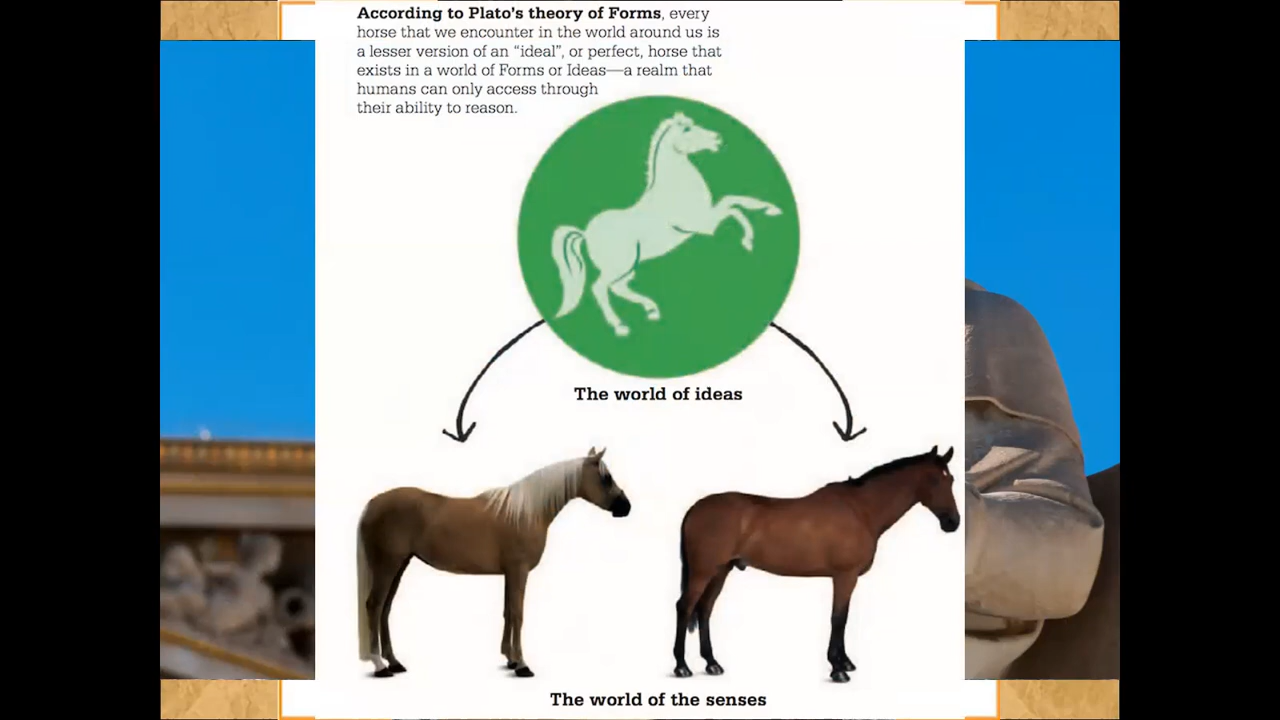 According to Plato's theory of Forms, every
horse that we encounter in the world around us is
a lesser version of an “ideal”, or perfect, horse that
exists in a world of Forms or Ideas—a realm that
humans can only access through
their ability to reason.
The world of ideas
The world of the senses